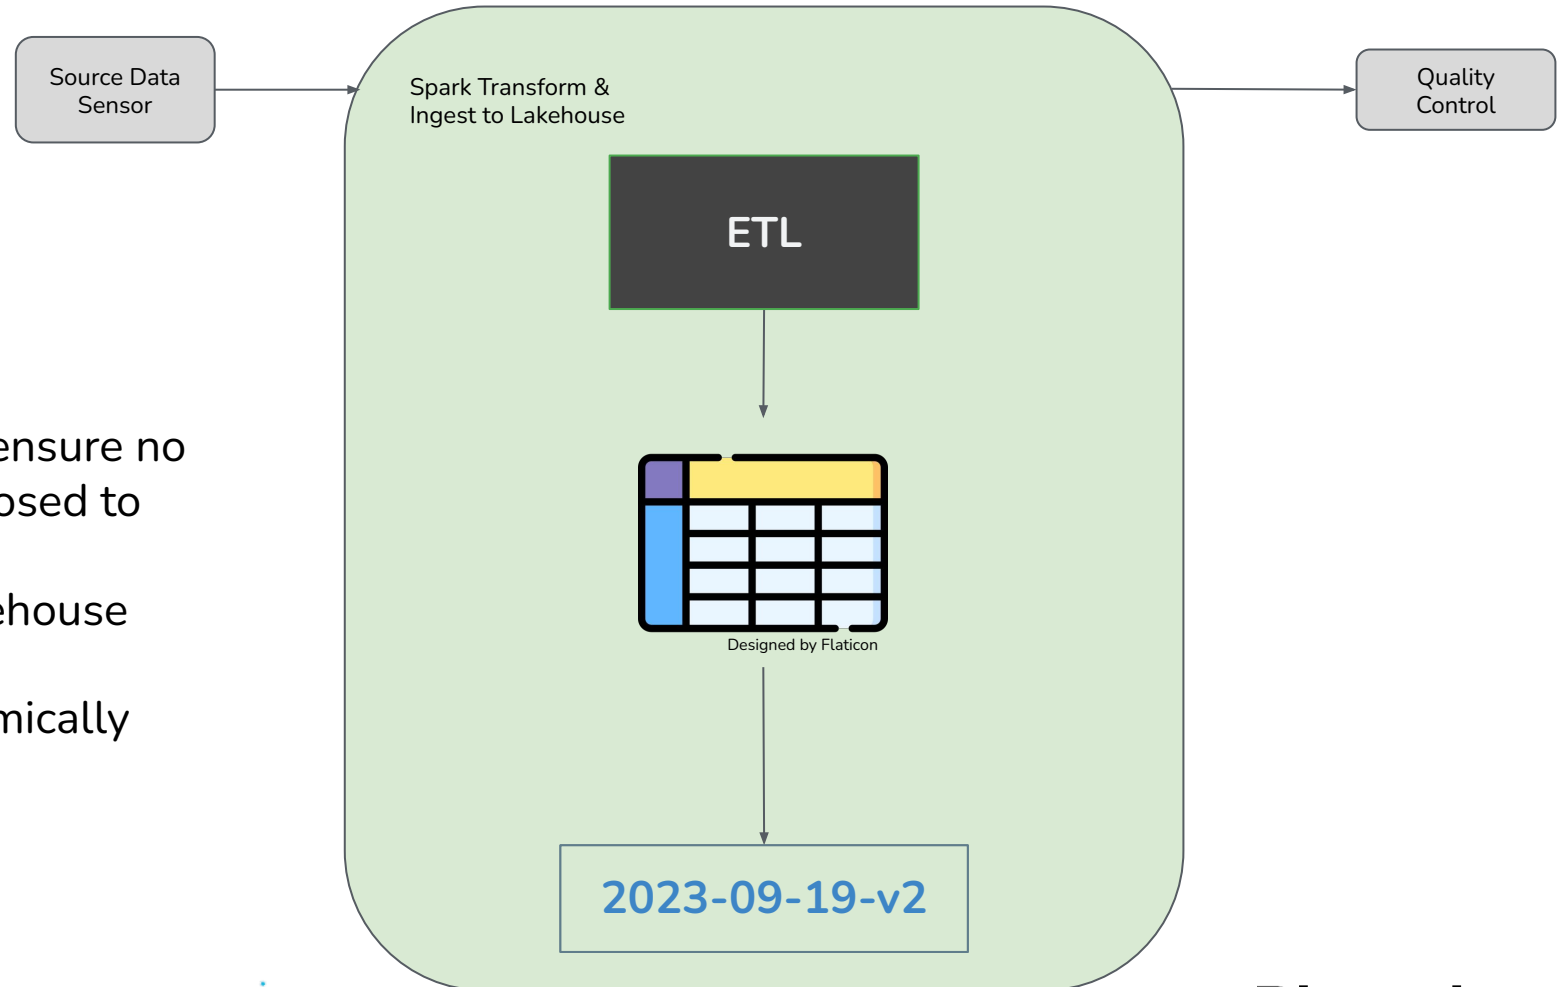 Source Data
Sensor
Spark Transform &
Ingest to Lakehouse
Quality
Control
ETL
ensure no
osed to
ehouse
mically
Designed by Flaticon
2023-09-19-v2